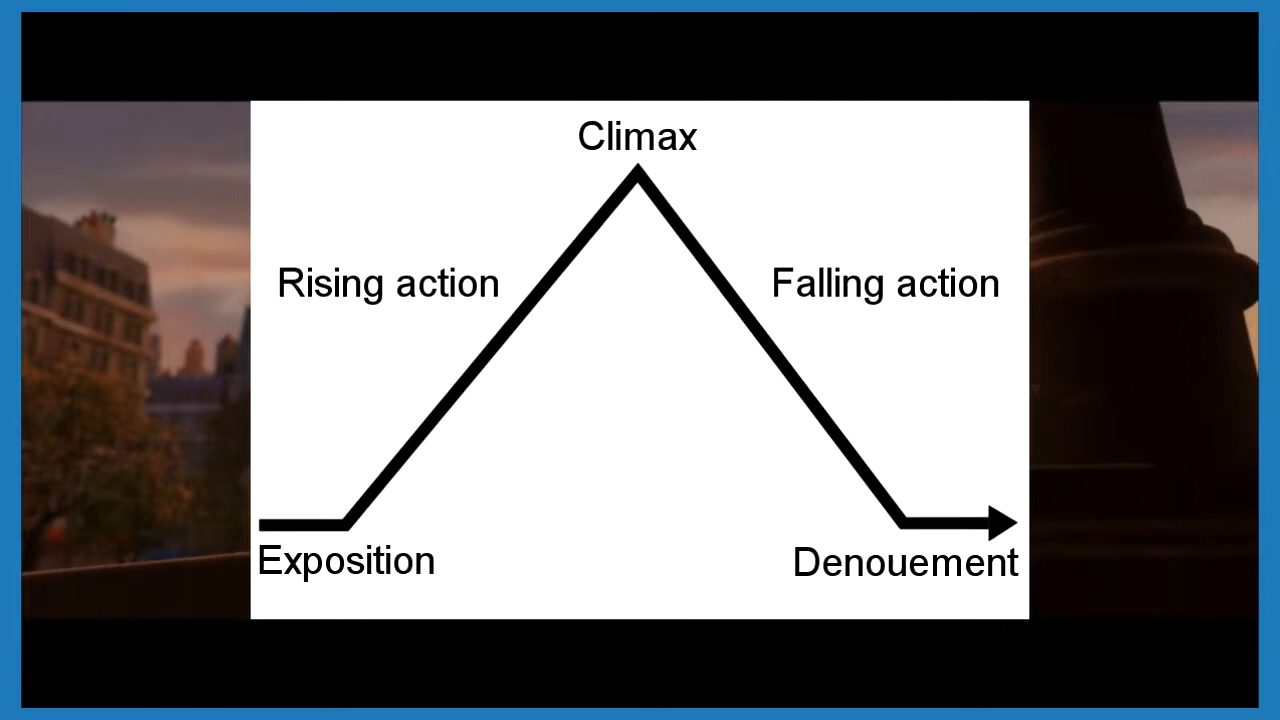 Climax
Rising action
Falling action
Exposition
Denouement